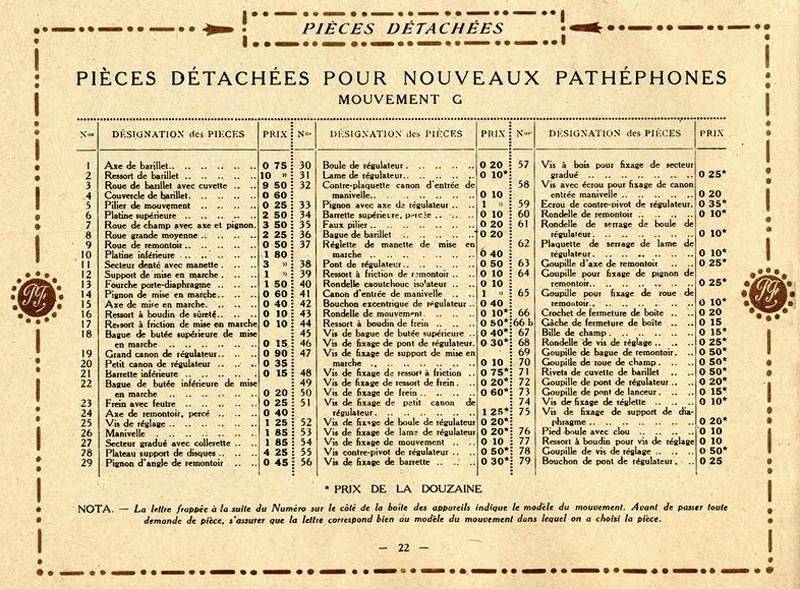 PIÈCES DÉTACHÉES
PIÈCES DÉTACHÉES POUR NOUVEAUX PATHÉPHONES
MOUVEMENT G
Nos DÉSIGNATION des PIÈCES PRIX
1 Axe de barillet 0 75
2 Ressort de barillet 10 »
3 Roue de barillet avec cuvette 9 50
4 Couvercle de barillet 0 60
5 Pilier de mouvement 0 25
6 Platine supérieure 2 50
7 Roue de champ avec axe et pignon 3 50
8 Roue grande moyenne 2 25
9 Roue de remontoir 0 50
10 Platine inférieure 1 80
11 Secteur denté avec manette 3 »
12 Support de mise en marche 1 »
13 Fourche porte-diaphragme 1 50
14 Pignon de mise en marche 0 60
15 Axe de mise en marche 0 40
16 Ressort à boudin de sûreté 0 10
17 Ressort à friction de mise en marche 0 10
18 Bague de butée supérieure de mise
en marche 0 15
19 Grand canon de régulateur 0 90
20 Petit canon de régulateur 0 35
21 Barrette inférieure 0 15
22 Bague de butée inférieure de mise
en marche 0 20
23 Frein avec feutre 0 25
24 Axe de remontoir, percé 0 40
25 Vis de réglage 1 25
26 Manivelle 1 85
27 Secteur gradué avec collerette 1 85
28 Plateau support de disques 4 25
29 Pignon d'angle de remontoir 0 45
Nos DÉSIGNATION des PIÈCES PRIX
30 Boule de régulateur 0 20
31 Lame de régulateur 0 10*
32 Contre-plaquette canon d'entrée de
manivelle 0 10
33 Pignon avec axe de régulateur 1 »
34 Barrette supérieure, percée 0 10
35 Faux pilier 0 20
36 Bague de barillet 0 20
37 Réglette de manette de mise en
marche 0 40
38 Pont de régulateur 0 50
39 Ressort à friction de remontoir 0 10
40 Rondelle caoutchouc isolateur 0 10
41 Canon d'entrée de manivelle 1 »
42 Bouchon excentrique de régulateur 0 40
43 Rondelle de mouvement 0 10*
44 Ressort à boudin de frein 0 50*
45 Vis de bague de butée supérieure 0 40*
46 Vis de fixage de pont de régulateur 0 30*
47 Vis de fixage de support de mise en
marche 0 10
48 Vis de fixage de ressort à friction 0 75*
49 Vis de fixage de ressort de frein 0 20*
50 Vis de fixage de frein 0 60*
51 Vis de fixage de petit canon de
régulateur 1 25*
52 Vis de fixage de boule de régulateur 0 20*
53 Vis de fixage de lame de régulateur 0 20*
54 Vis de fixage de mouvement 0 10
55 Vis contre-pivot de régulateur 0 50*
56 Vis de fixage de barrette 0 30*
Nos DÉSIGNATION des PIÈCES PRIX
57 Vis à bois pour fixage de secteur
gradué 0 25*
58 Vis avec écrou pour fixage de canon
entrée manivelle 0 20
59 Ecrou de contre-pivot de régulateur 0 35*
60 Rondelle de remontoir 0 10*
61 Rondelle de serrage de boule de
régulateur 0 10*
62 Plaquette de serrage de lame de
régulateur 0 10*
63 Goupille d'axe de remontoir 0 25*
64 Goupille pour fixage de pignon de
remontoir 0 25*
65 Goupille pour fixage de roue de
remontoir 0 10*
66 Crochet de fermeture de boîte 0 20
66 b Gâche de fermeture de boîte 0 15
67 Bille de champ 0 15*
68 Rondelle de vis de réglage 0 25*
69 Goupille de bague de remontoir 0 50*
70 Goupille de roue de champ 0 50*
71 Rivets de cuvette de barillet 0 50*
72 Goupille de pont de régulateur 0 20*
73 Goupille de pont de lanceur 0 15*
74 Vis de fixage de réglette 0 10*
75 Vis de fixage de support de dia-
phragme 0 20*
76 Pied boule avec clou 0 10
77 Ressort à boudin pour vis de réglage 0 10
78 Goupille de vis de réglage 0 50*
79 Bouchon de pont de régulateur 0 25
* PRIX DE LA DOUZAINE
NOTA. — La lettre frappée à la suite du Numéro sur le côté de la boîte des appareils indique le modèle du mouvement. Avant de passer toute
demande de pièce, s'assurer que la lettre correspond bien au modèle du mouvement dans lequel on a choisi la pièce.
— 22 —